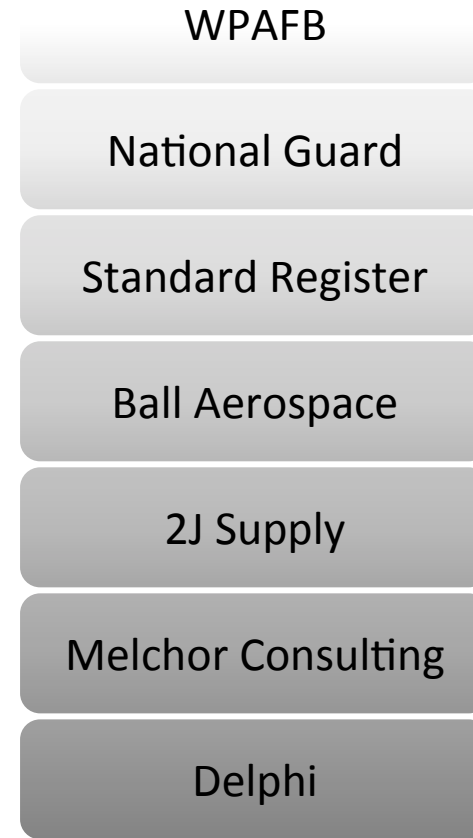 WPAFB
National Guard
Standard Register
Ball Aerospace
2J Supply
Melchor Consulting
Delphi